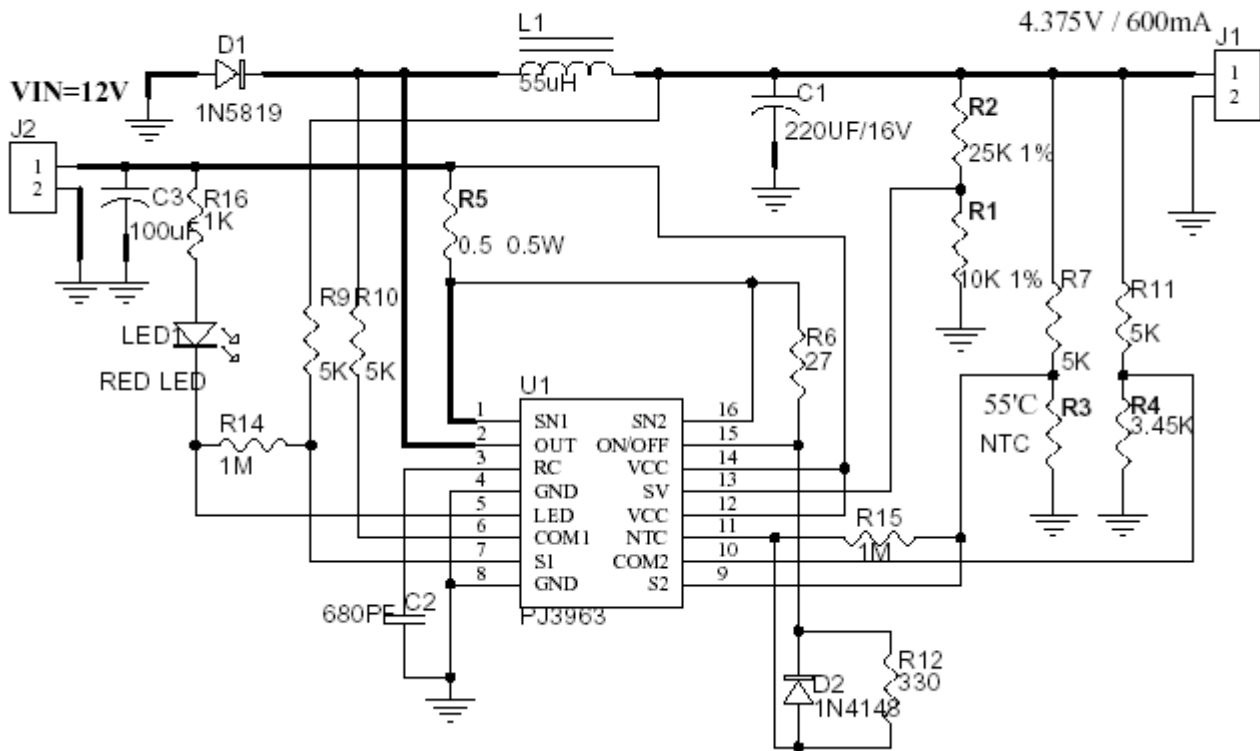 4.375V / 600mA
J1
1
2
D1
1N5819
L1
55uH
C1
220UF/16V
R2
25K 1%
R1
10K 1%
VIN=12V
J2
1
2
C3
100uF
R16
1K
R5
0.5 0.5W
R9
5K
R10
5K
R6
27
R7
5K
R11
5K
LED1
RED LED
R14
1M
55'C
NTC
R3
R4
3.45K
U1
1 SN1 SN2 16
2 OUT ON/OFF 15
3 RC VCC 14
4 GND SV 13
5 LED VCC 12
6 COM1 NTC 11
7 S1 COM2 10
8 GND S2 9
PJ3963
R15
1M
680PF C2
D2
1N4148
R12
330